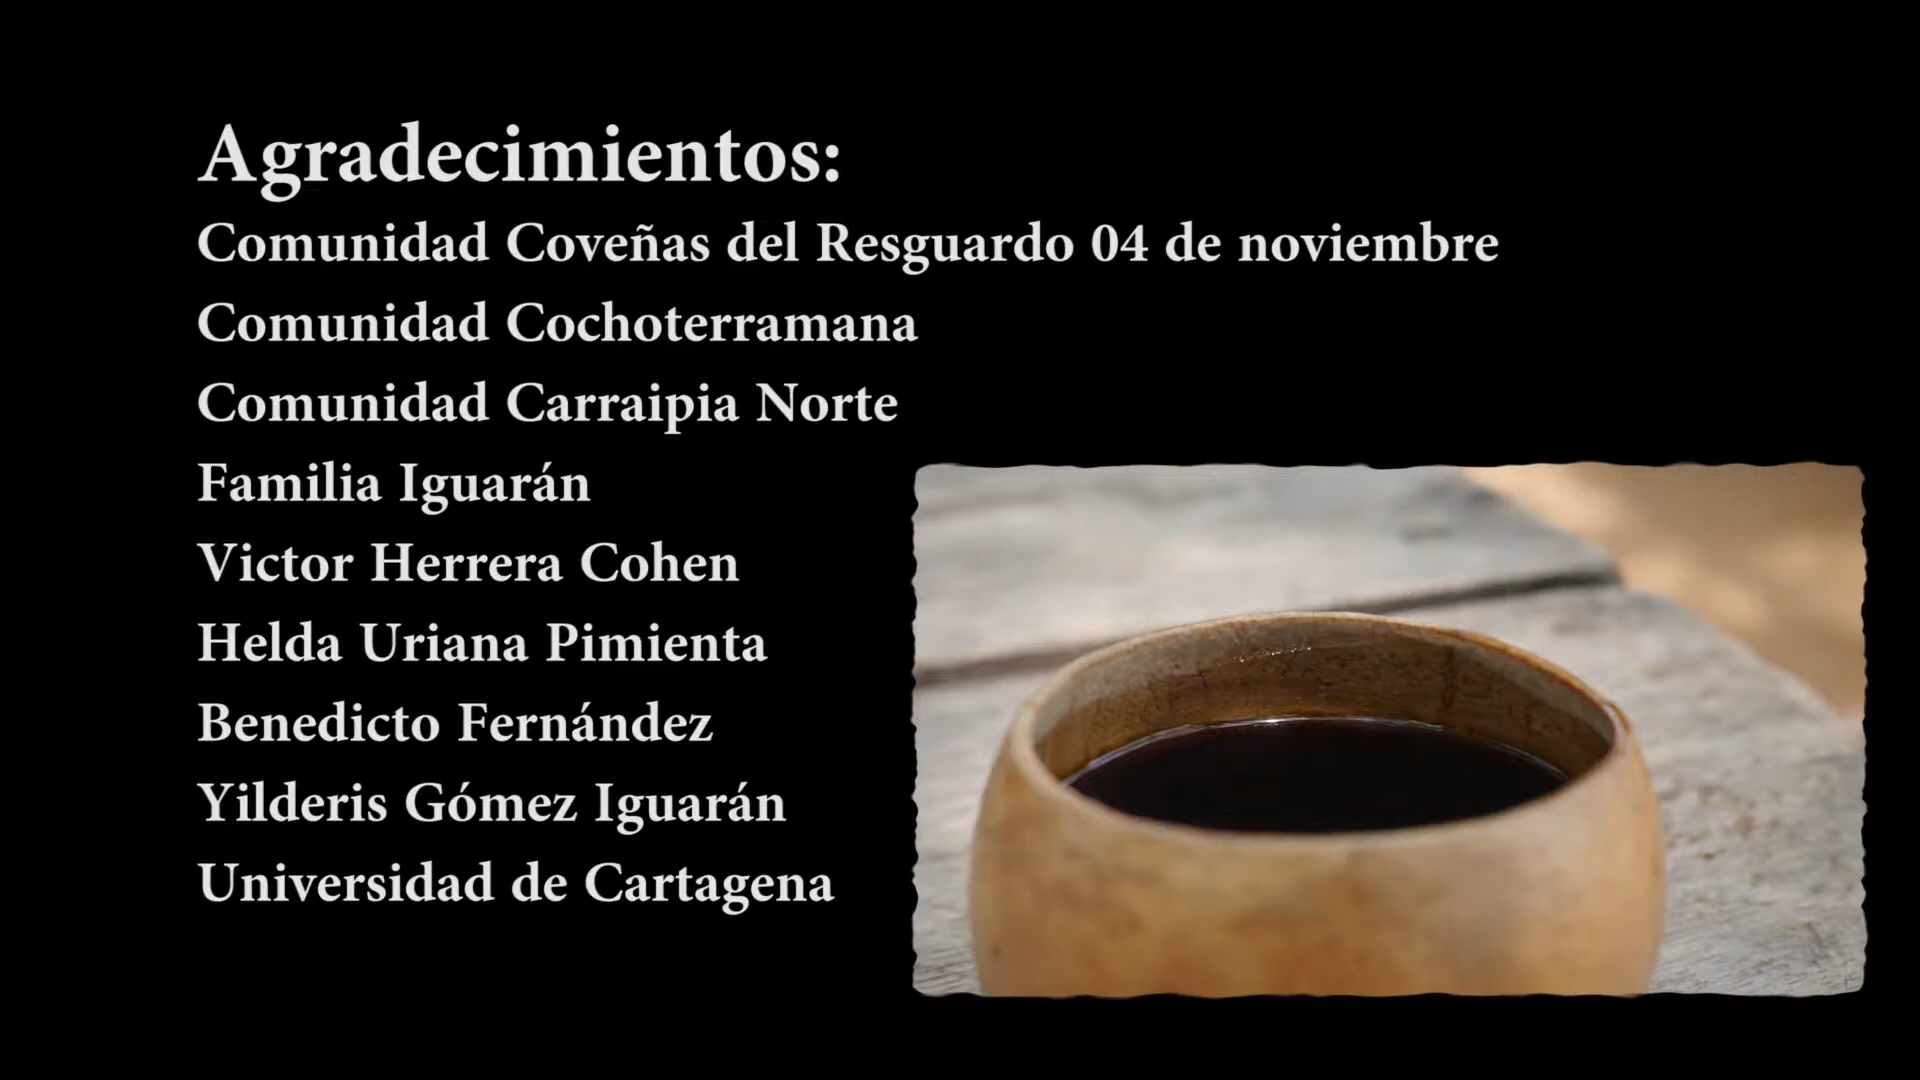 Agradecimientos:
Comunidad Coveñas del Resguardo 04 de noviembre
Comunidad Cochoterramana
Comunidad Carraipia Norte
Familia Iguarán
Victor Herrera Cohen
Helda Uriana Pimienta
Benedicto Fernández
Yilderis Gómez Iguarán
Universidad de Cartagena